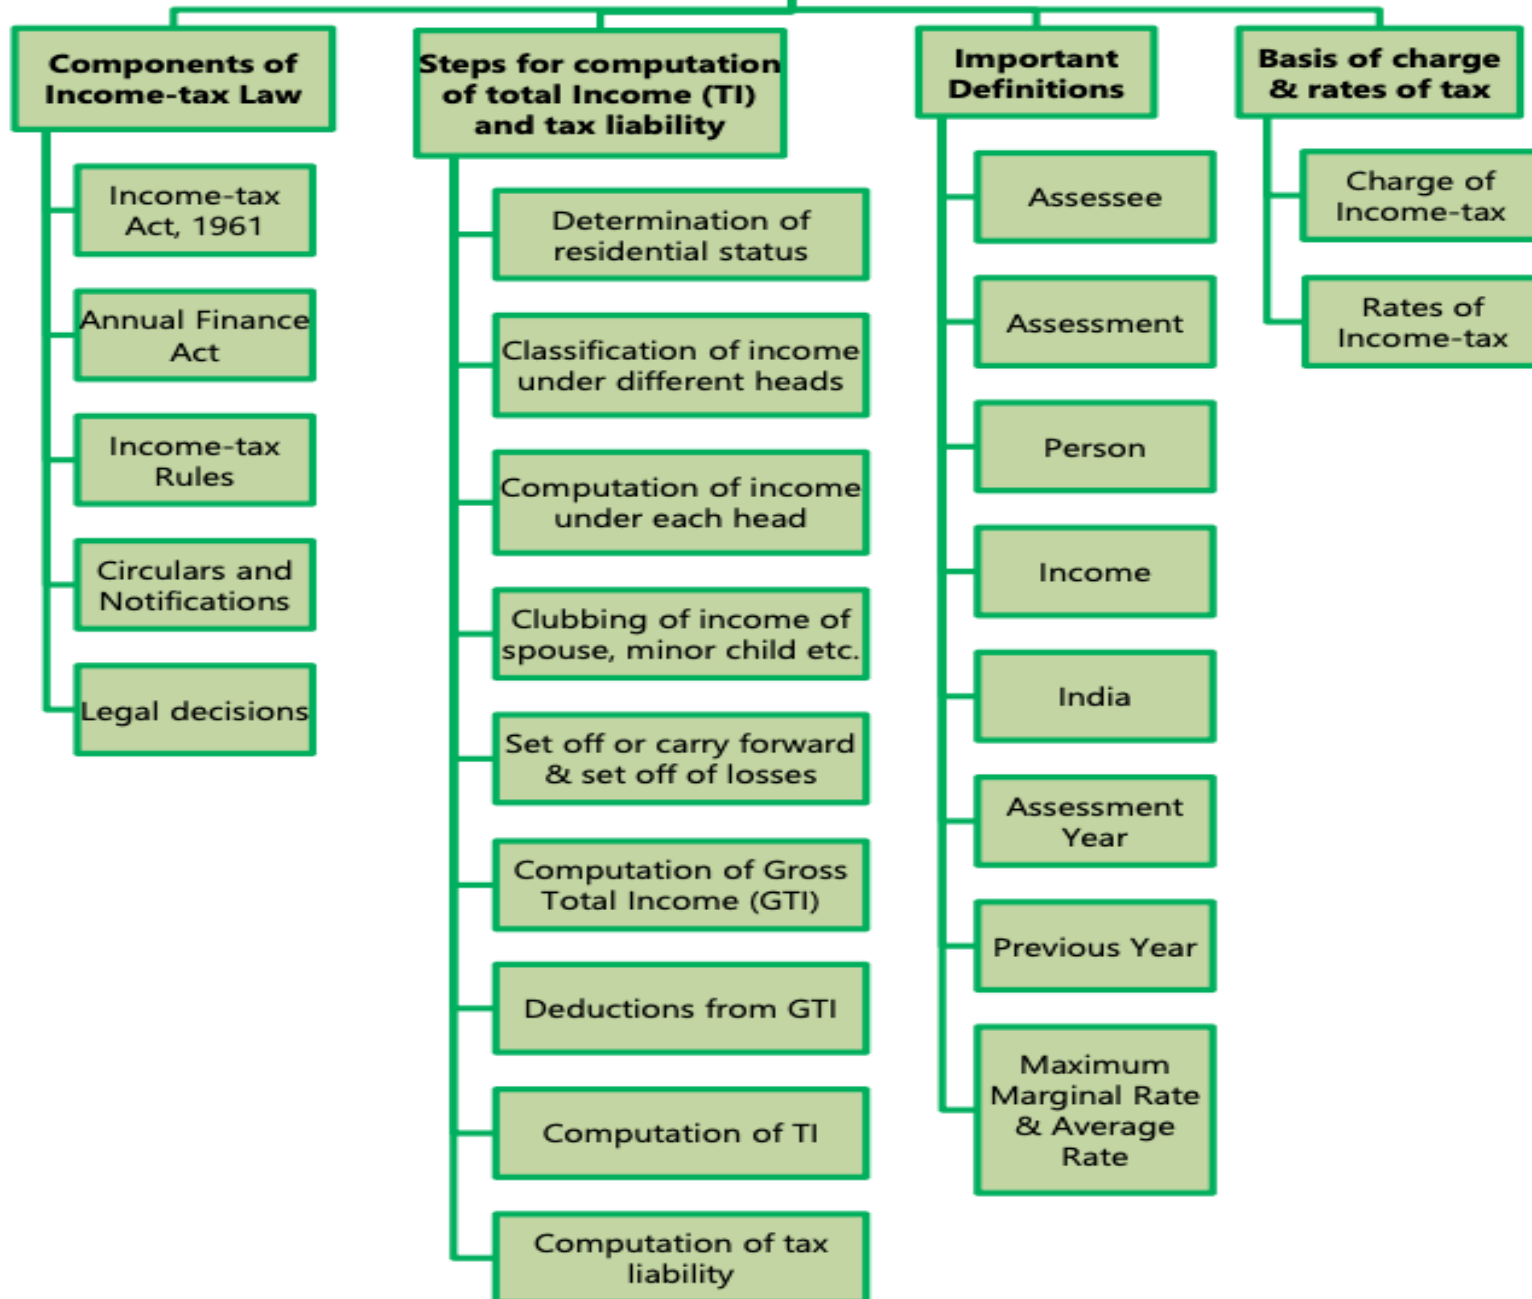 Components of
Income-tax Law
Income-tax
Act, 1961
Annual Finance
Act
Income-tax
Rules
Circulars and
Notifications
Legal decisions
Steps for computation
of total Income (TI)
and tax liability
Determination of
residential status
Classification of income
under different heads
Computation of income
under each head
Clubbing of income of
spouse, minor child etc.
Set off or carry forward
& set off of losses
Computation of Gross
Total Income (GTI)
Deductions from GTI
Computation of TI
Computation of tax
liability
Important
Definitions
Assessee
Assessment
Person
Income
India
Assessment
Year
Previous Year
Maximum
Marginal Rate
& Average
Rate
Basis of charge
& rates of tax
Charge of
Income-tax
Rates of
Income-tax